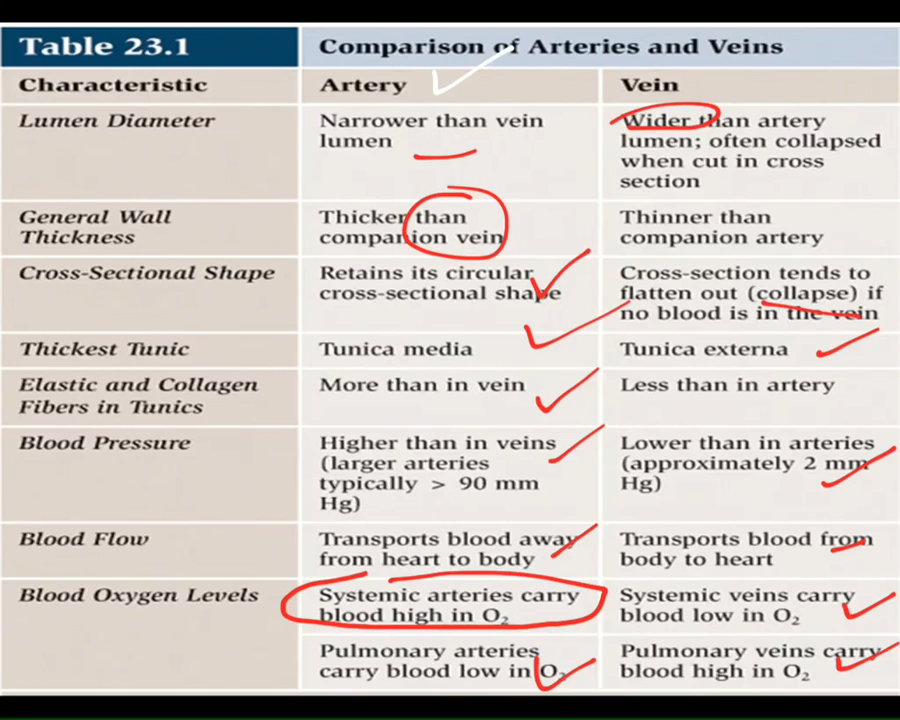 Table 23.1
Comparison of Arteries and Veins
Characteristic
Artery
Vein
Lumen Diameter
Narrower than vein
lumen
Wider than artery
lumen; often collapsed
when cut in cross
section
General Wall
Thickness
Thicker than
companion vein
Thinner than
companion artery
Cross-Sectional Shape
Retains its circular
cross-sectional shape
Cross-section tends to
flatten out (collapse) if
no blood is in the vein
Thickest Tunic
Tunica media
Tunica externa
Elastic and Collagen
Fibers in Tunics
More than in vein
Less than in artery
Blood Pressure
Higher than in veins
(larger arteries
typically > 90 mm
Hg)
Lower than in arteries
(approximately 2 mm
Hg)
Blood Flow
Transports blood away
from heart to body
Transports blood from
body to heart
Blood Oxygen Levels
Systemic arteries carry
blood high in O₂
Systemic veins carry
blood low in O₂
Pulmonary arteries
carry blood low in O₂
Pulmonary veins carry
blood high in O₂